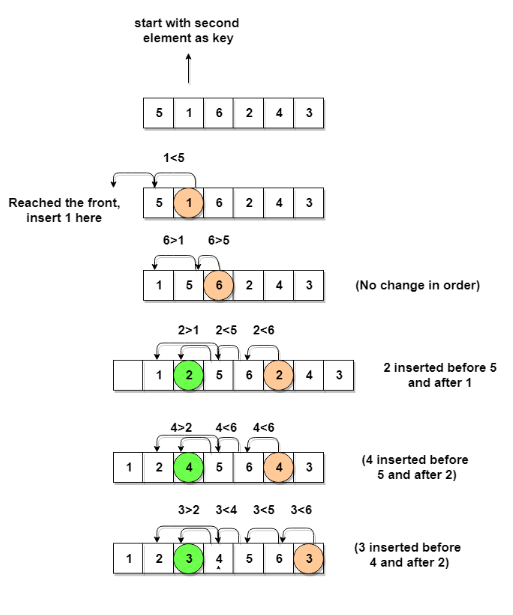 start with second
element as key
5 1 6 2 4 3
1<5
Reached the front,
insert 1 here
5 1 6 2 4 3
6>1 6>5
1 5 6 2 4 3
(No change in order)
2>1 2<5 2<6
1 2 5 6 2 4 3
2 inserted before 5
and after 1
4>2 4<6 4<6
1 2 4 5 6 4 3
(4 inserted before
5 and after 2)
3>2 3<4 3<5 3<6
1 2 3 4 5 6 3
(3 inserted before
4 and after 2)